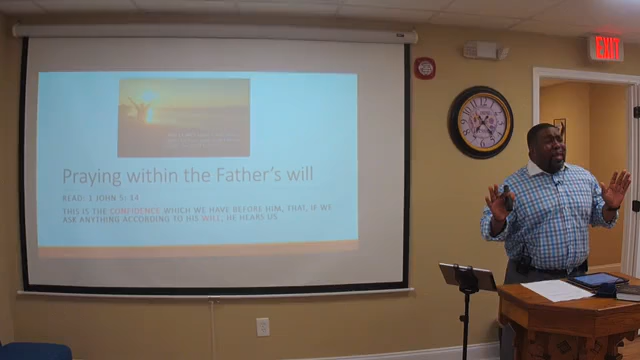 Praying within the Father's will
READ: 1 JOHN 5: 14
THIS IS THE CONFIDENCE WHICH WE HAVE BEFORE HIM, THAT, IF WE
ASK ANYTHING ACCORDING TO HIS WILL, HE HEARS US
EXIT